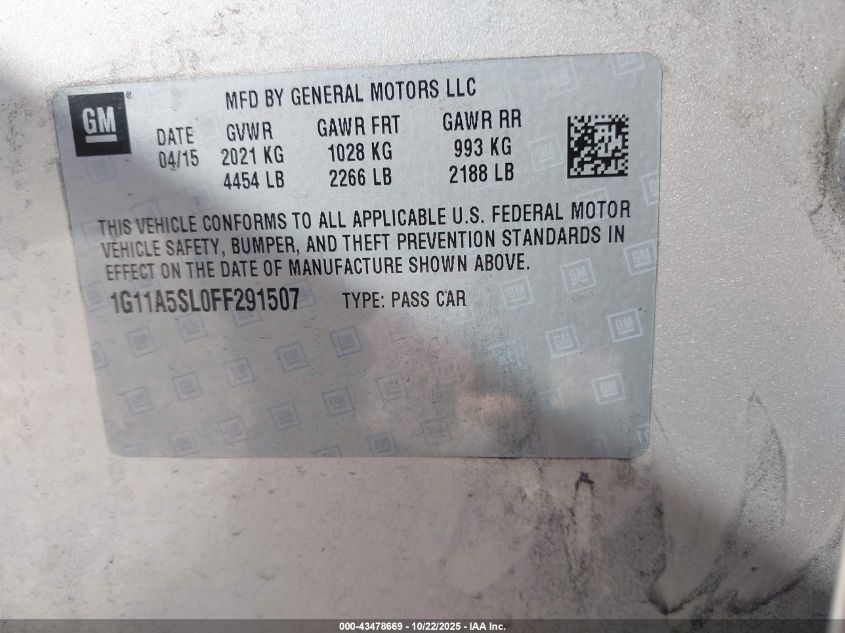 GM
MFD BY GENERAL MOTORS LLC
DATE GVWR GAWR FRT GAWR RR
04/15 2021 KG 1028 KG 993 KG
4454 LB 2266 LB 2188 LB
THIS VEHICLE CONFORMS TO ALL APPLICABLE U.S. FEDERAL MOTOR
VEHICLE SAFETY, BUMPER, AND THEFT PREVENTION STANDARDS IN
EFFECT ON THE DATE OF MANUFACTURE SHOWN ABOVE.
1G11A5SL0FF291507 TYPE: PASS CAR
000-43478669 - 10/22/2025 - IAA Inc.